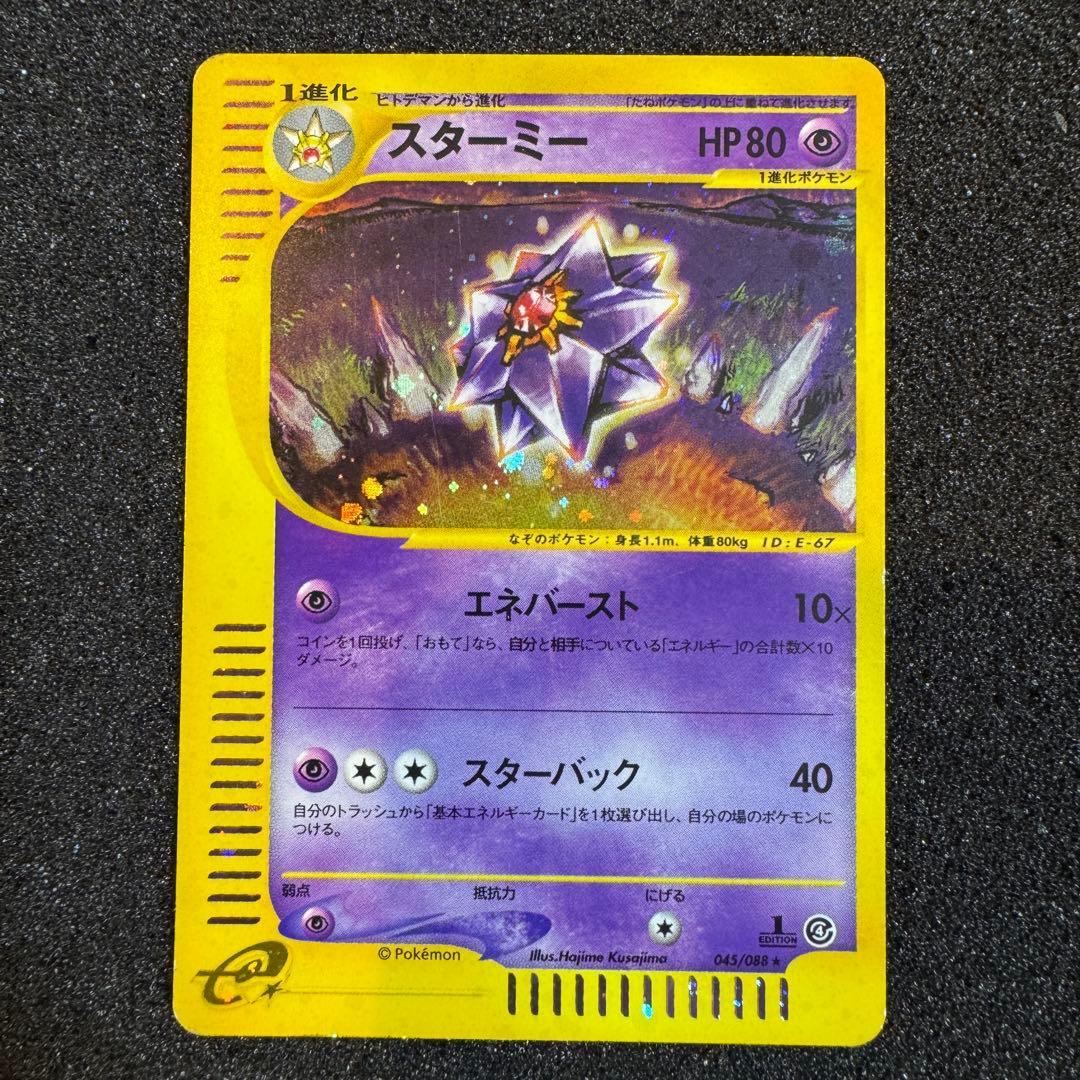 1進化
ヒトデマンから進化
「たねポケモン」の上に重ねて進化させます。
スターミー
HP80
1進化ポケモン
なぞのポケモン:身長1.1m、体重80kg ID:E-67
エネバースト 10×
コインを1回投げ、「おもて」なら、自分と相手についている「エネルギー」の合計数×10
ダメージ。
スターバック 40
自分のトラッシュから「基本エネルギーカード」を1枚選び出し、自分の場のポケモンに
つける。
弱点 抵抗力 にげる
1
EDITION
4
© Pokémon Illus.Hajime Kusajima 045/088 ★
e